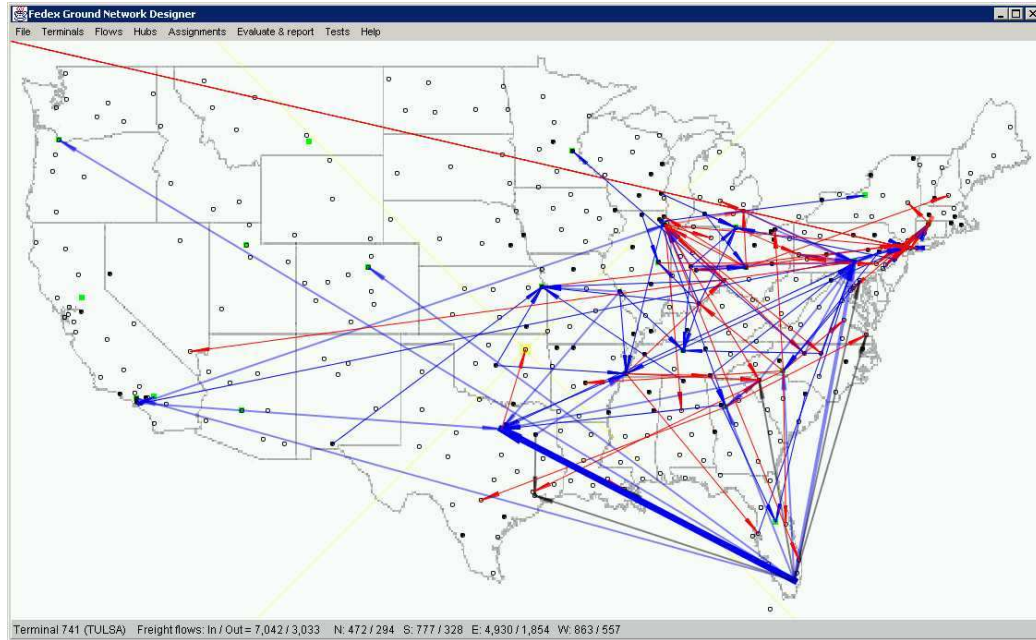 Fedex Ground Network Designer
File Terminals Flows Hubs Assignments Evaluate & report Tests Help
Terminal 741 (TULSA) Freight flows: In / Out = 7,042 / 3,033 N: 472 / 294 S: 777 / 328 E: 4,930 / 1,854 W: 863 / 557